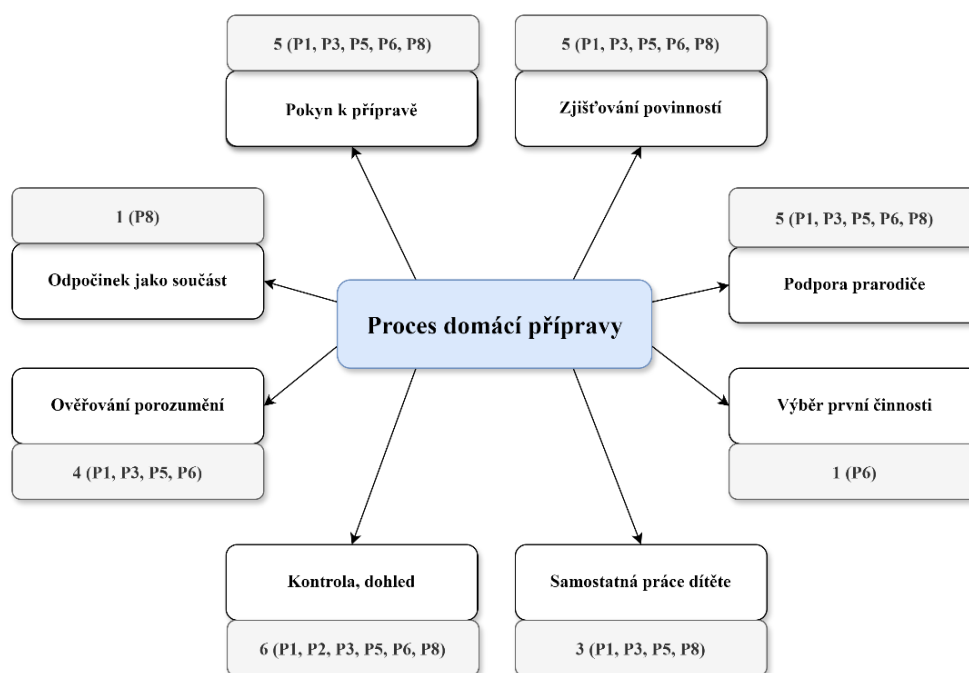 5 (P1, P3, P5, P6, P8)
Pokyn k přípravě
5 (P1, P3, P5, P6, P8)
Zjišťování povinností
1 (P8)
Odpočinek jako součást
5 (P1, P3, P5, P6, P8)
Podpora prarodiče
Proces domácí přípravy
Ověřování porozumění
4 (P1, P3, P5, P6)
Výběr první činnosti
1 (P6)
Kontrola, dohled
6 (P1, P2, P3, P5, P6, P8)
Samostatná práce dítěte
3 (P1, P3, P5, P8)